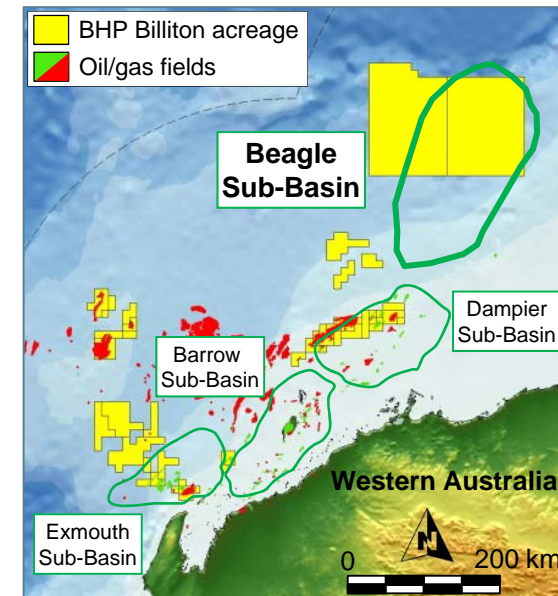 BHP Billiton acreage
Oil/gas fields
Beagle
Sub-Basin
Dampier
Sub-Basin
Barrow
Sub-Basin
Western Australia
Exmouth
Sub-Basin
N
0 200 km